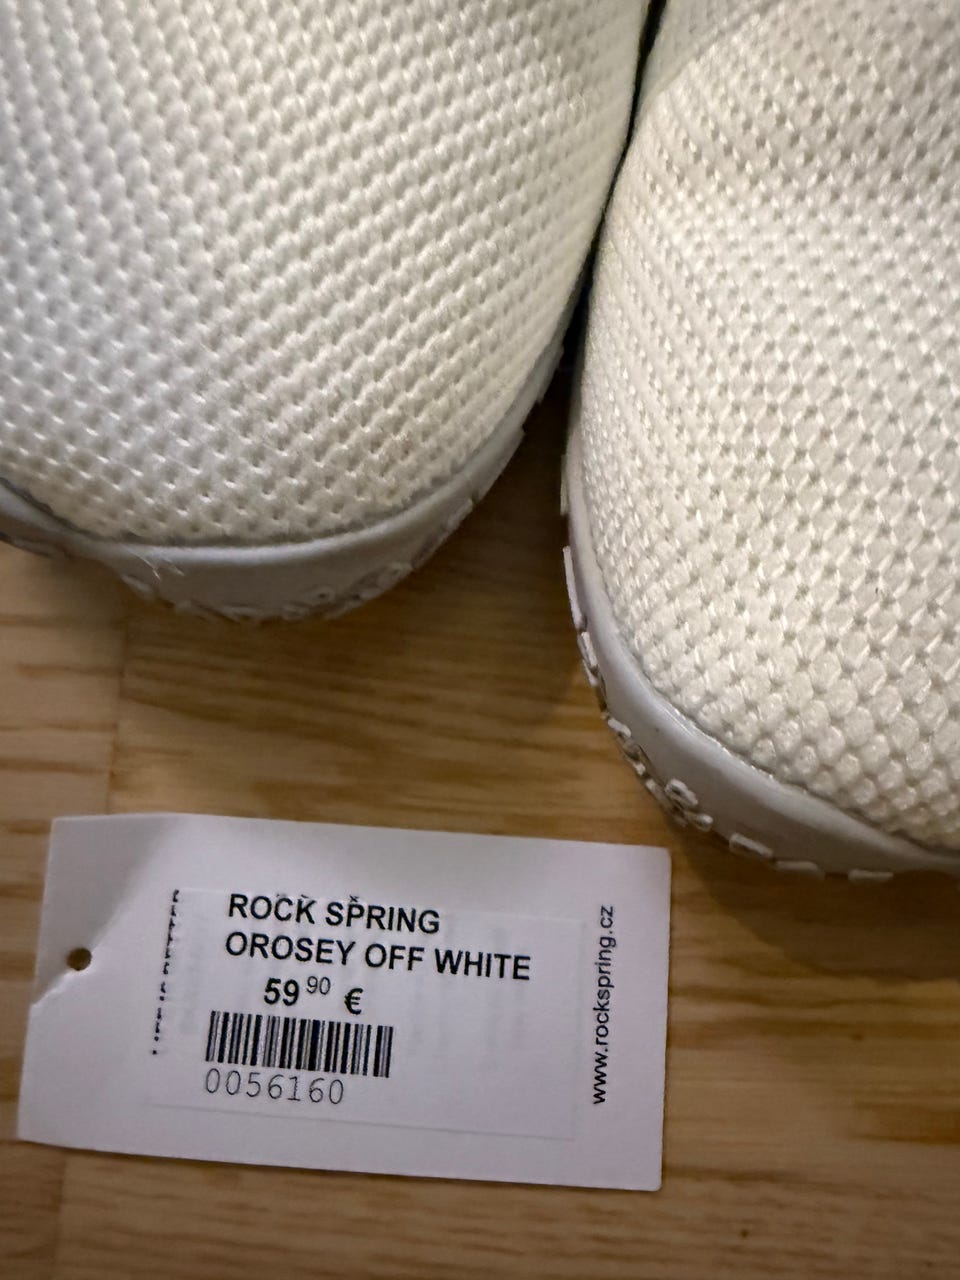 ROCK SPRING
OROSEY OFF WHITE
59 90 €
0056160
www.rockspring.cz